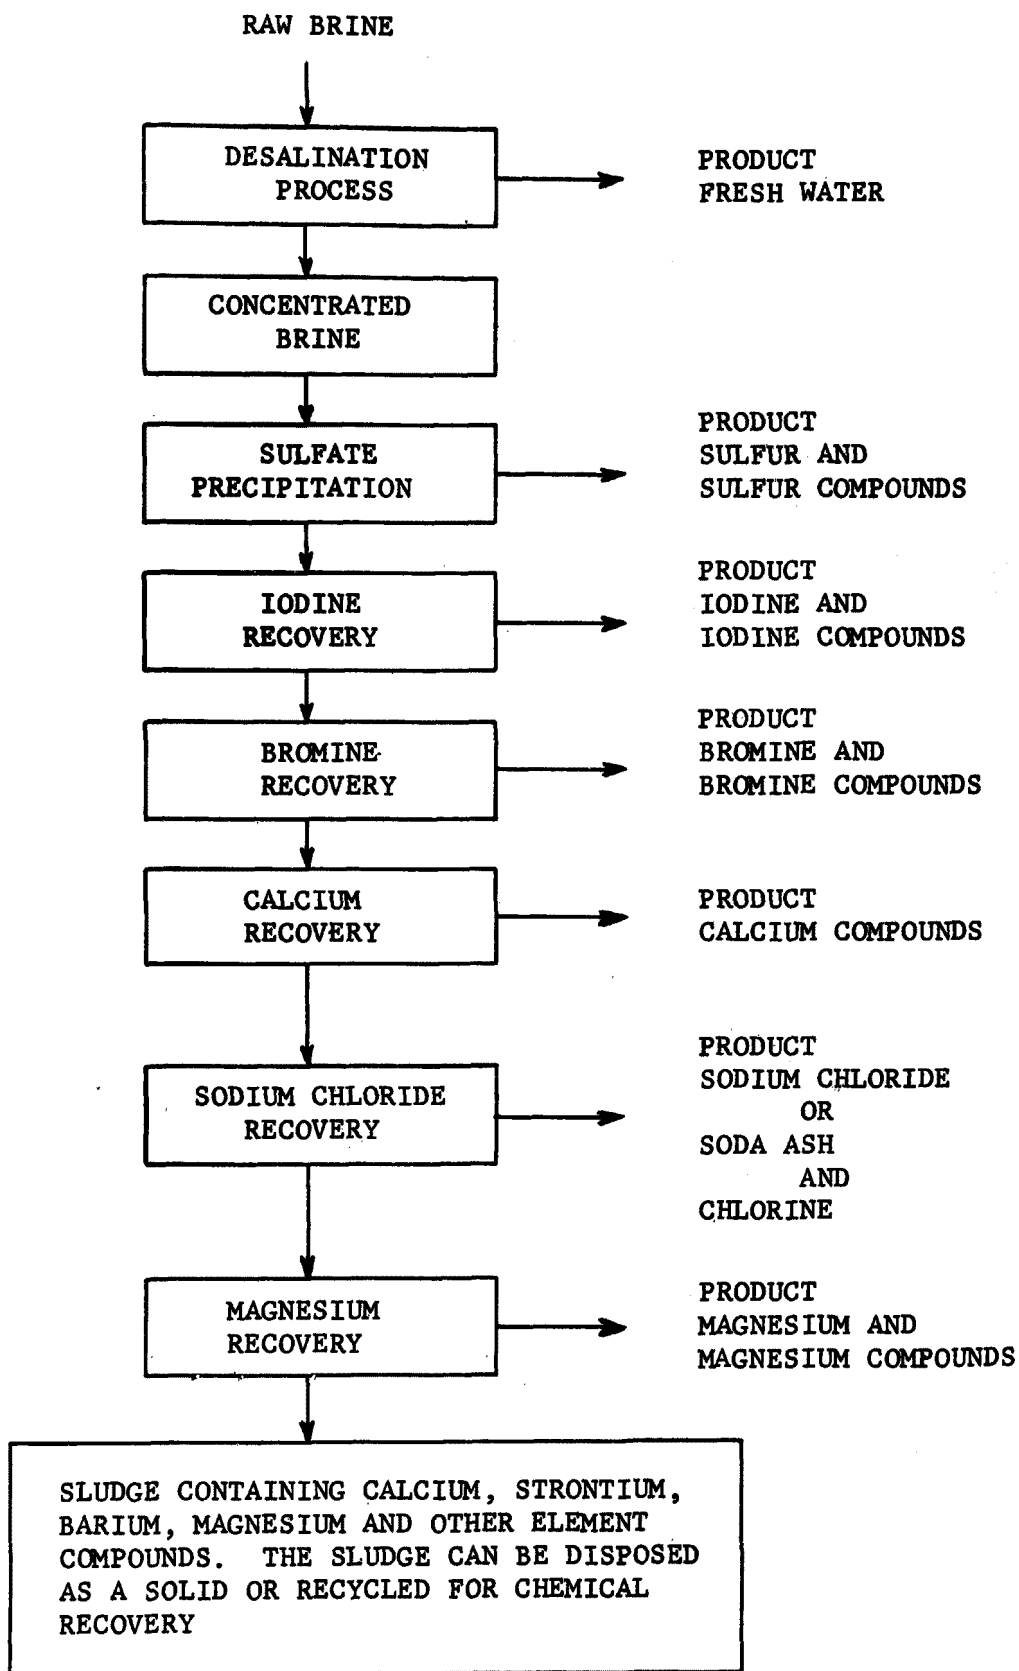 RAW BRINE
DESALINATION
PROCESS
PRODUCT
FRESH WATER
CONCENTRATED
BRINE
SULFATE
PRECIPITATION
PRODUCT
SULFUR AND
SULFUR COMPOUNDS
IODINE
RECOVERY
PRODUCT
IODINE AND
IODINE COMPOUNDS
BROMINE
RECOVERY
PRODUCT
BROMINE AND
BROMINE COMPOUNDS
CALCIUM
RECOVERY
PRODUCT
CALCIUM COMPOUNDS
SODIUM CHLORIDE
RECOVERY
PRODUCT
SODIUM CHLORIDE
OR
SODA ASH
AND
CHLORINE
MAGNESIUM
RECOVERY
PRODUCT
MAGNESIUM AND
MAGNESIUM COMPOUNDS
SLUDGE CONTAINING CALCIUM, STRONTIUM,
BARIUM, MAGNESIUM AND OTHER ELEMENT
COMPOUNDS. THE SLUDGE CAN BE DISPOSED
AS A SOLID OR RECYCLED FOR CHEMICAL
RECOVERY